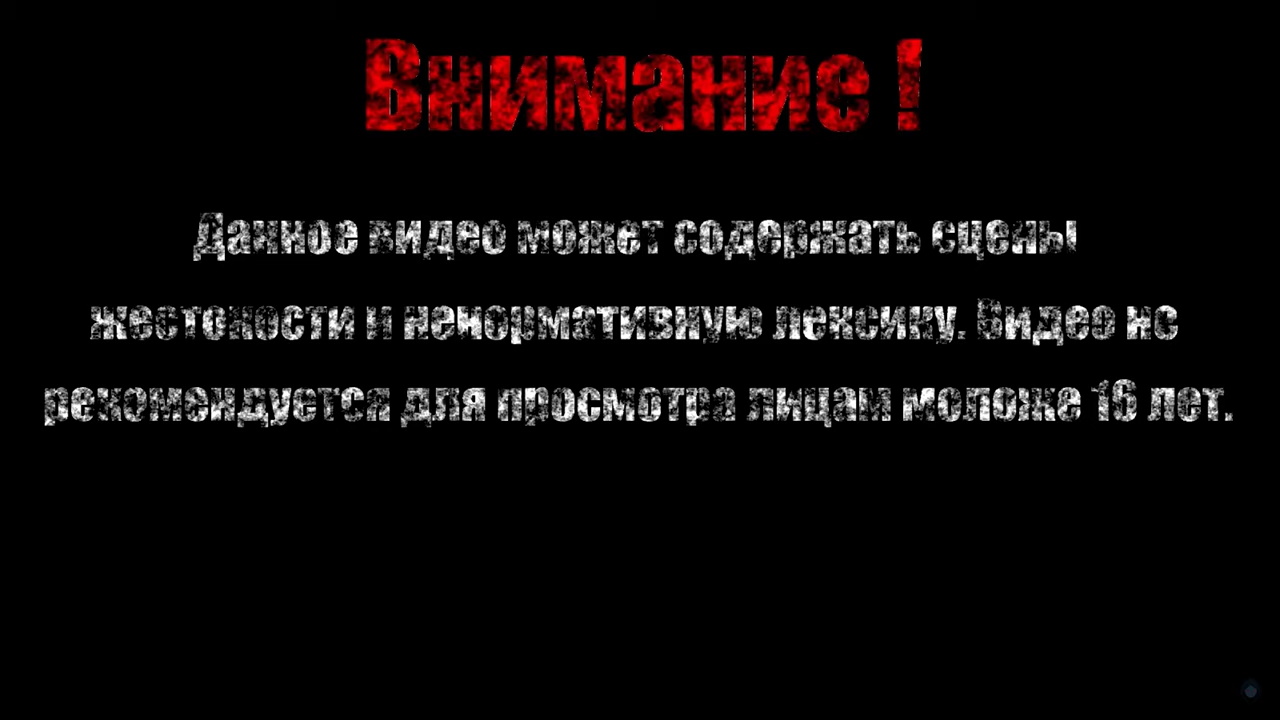 Внимание !
Данное видео может содержать сцены
жестокости и ненормативную лексику. Видео не
рекомендуется для просмотра лицам моложе 16 лет.